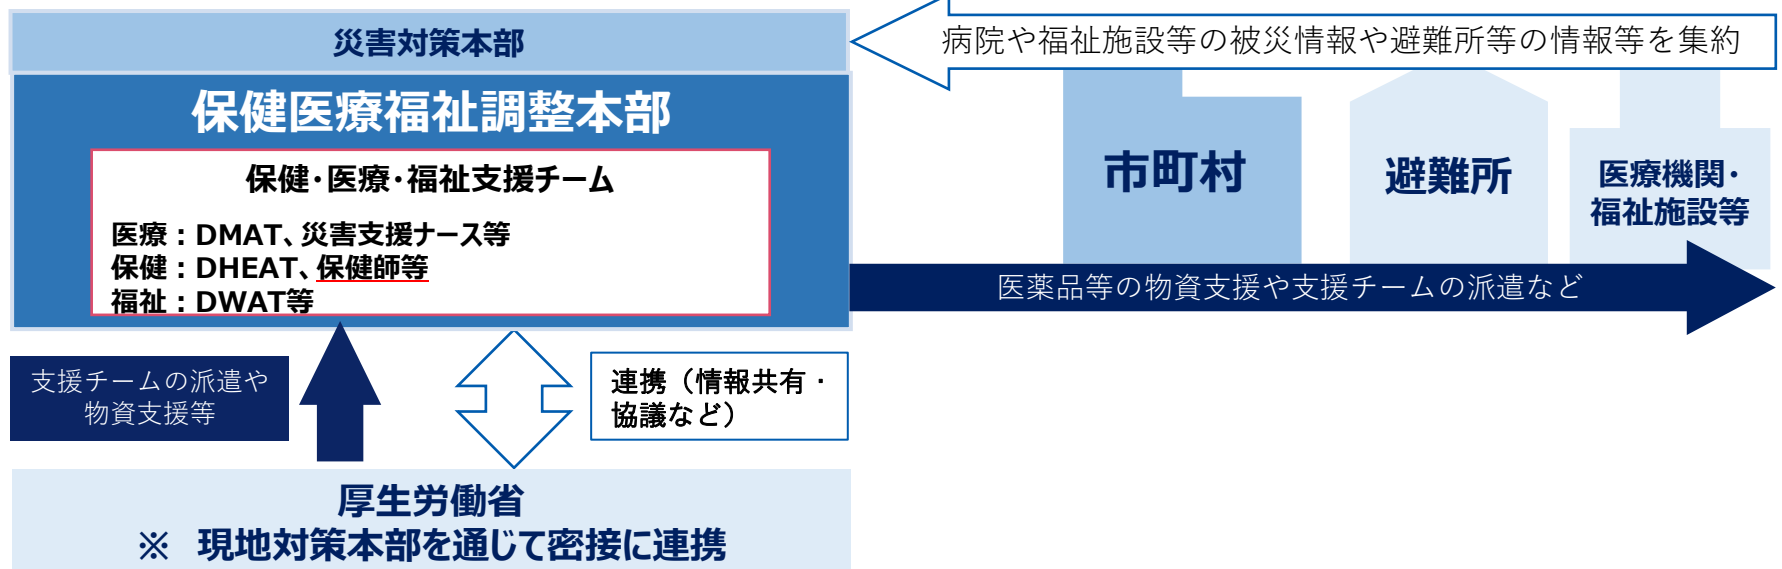 災害対策本部
病院や福祉施設等の被災情報や避難所等の情報等を集約
保健医療福祉調整本部
保健・医療・福祉支援チーム
医療：DMAT、災害支援ナース等
保健：DHEAT、保健師等
福祉：DWAT等
市町村
避難所
医療機関・
福祉施設等
医薬品等の物資支援や支援チームの派遣など
支援チームの派遣や
物資支援等
連携（情報共有・
協議など）
厚生労働省
※　現地対策本部を通じて密接に連携